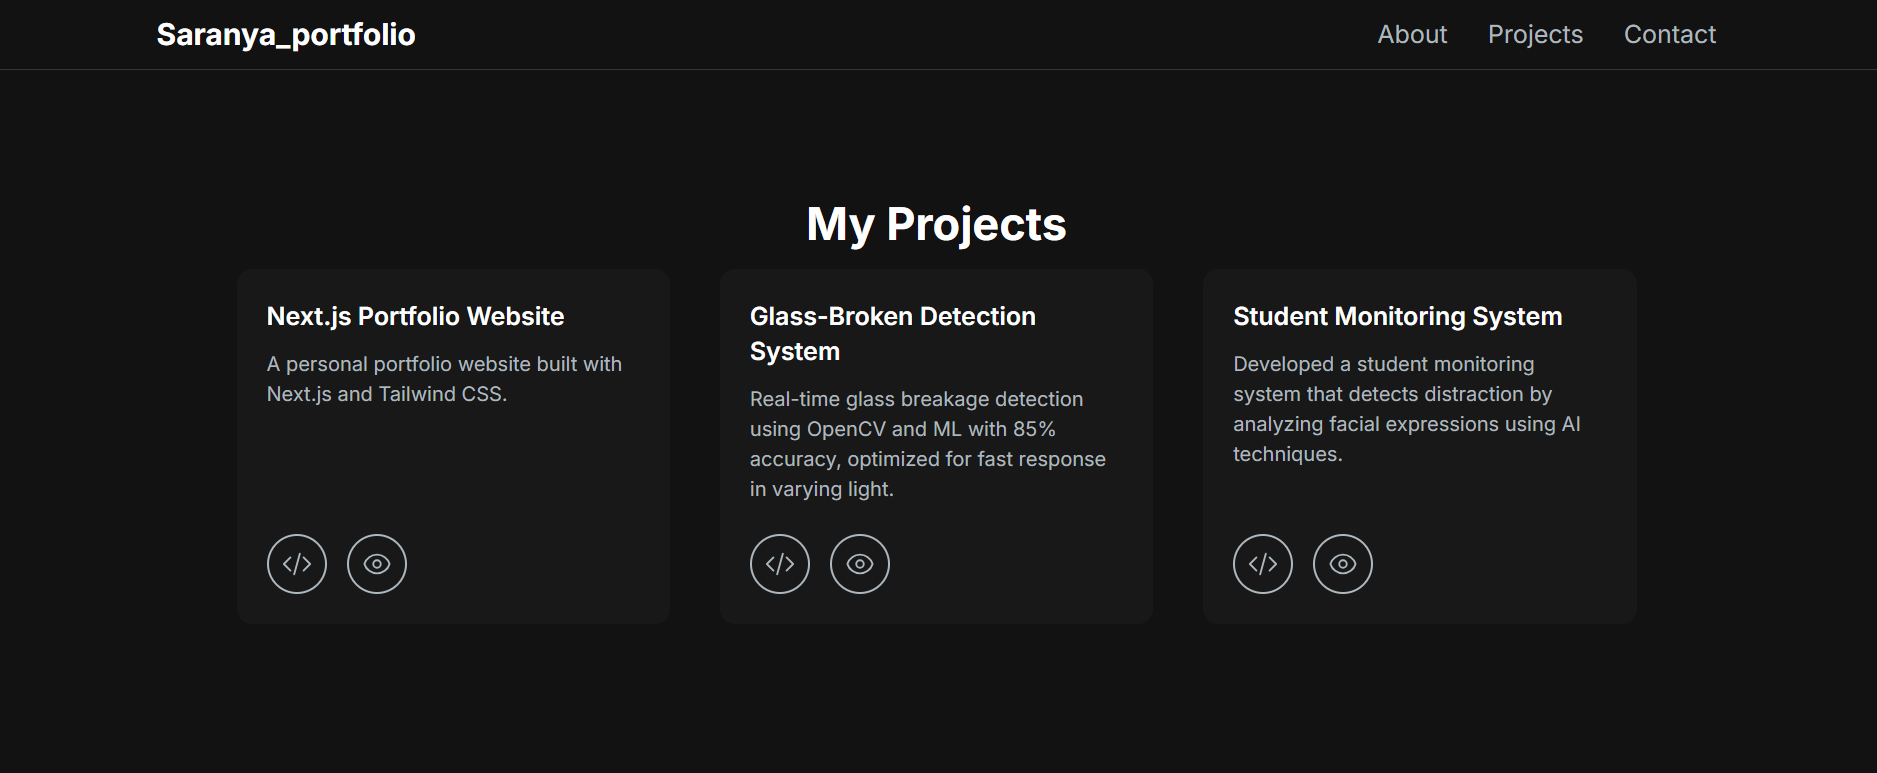 Saranya_portfolio
About Projects Contact
My Projects
Next.js Portfolio Website
A personal portfolio website built with
Next.js and Tailwind CSS.
Glass-Broken Detection
System
Real-time glass breakage detection
using OpenCV and ML with 85%
accuracy, optimized for fast response
in varying light.
Student Monitoring System
Developed a student monitoring
system that detects distraction by
analyzing facial expressions using AI
techniques.